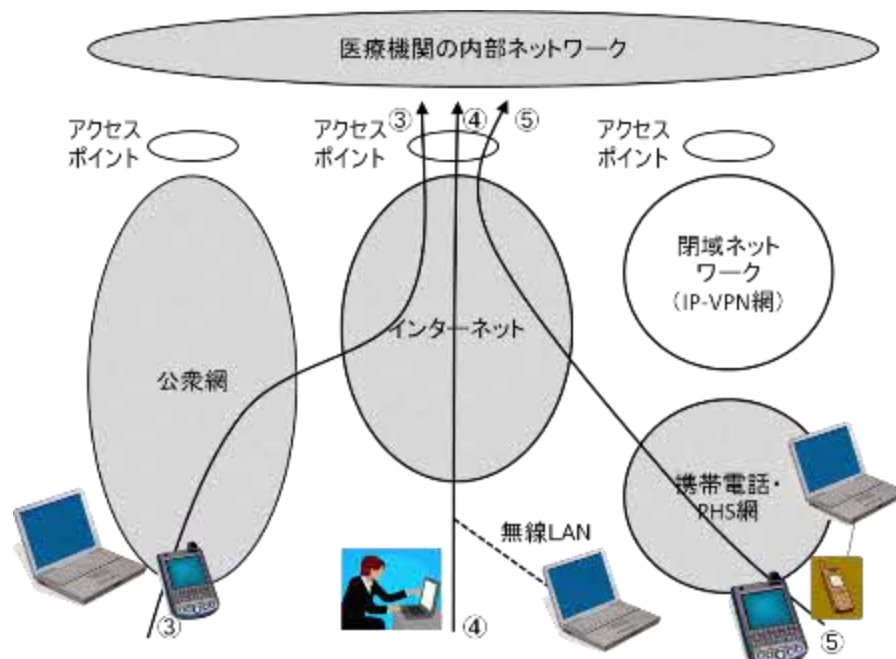 医療機関の内部ネットワーク
③
④
⑤
アクセス
ポイント
アクセス
ポイント
アクセス
ポイント
閉域ネット
ワーク
（IP-VPN網）
インターネット
公衆網
携帯電話・
PHS網
無線LAN
③
④
⑤